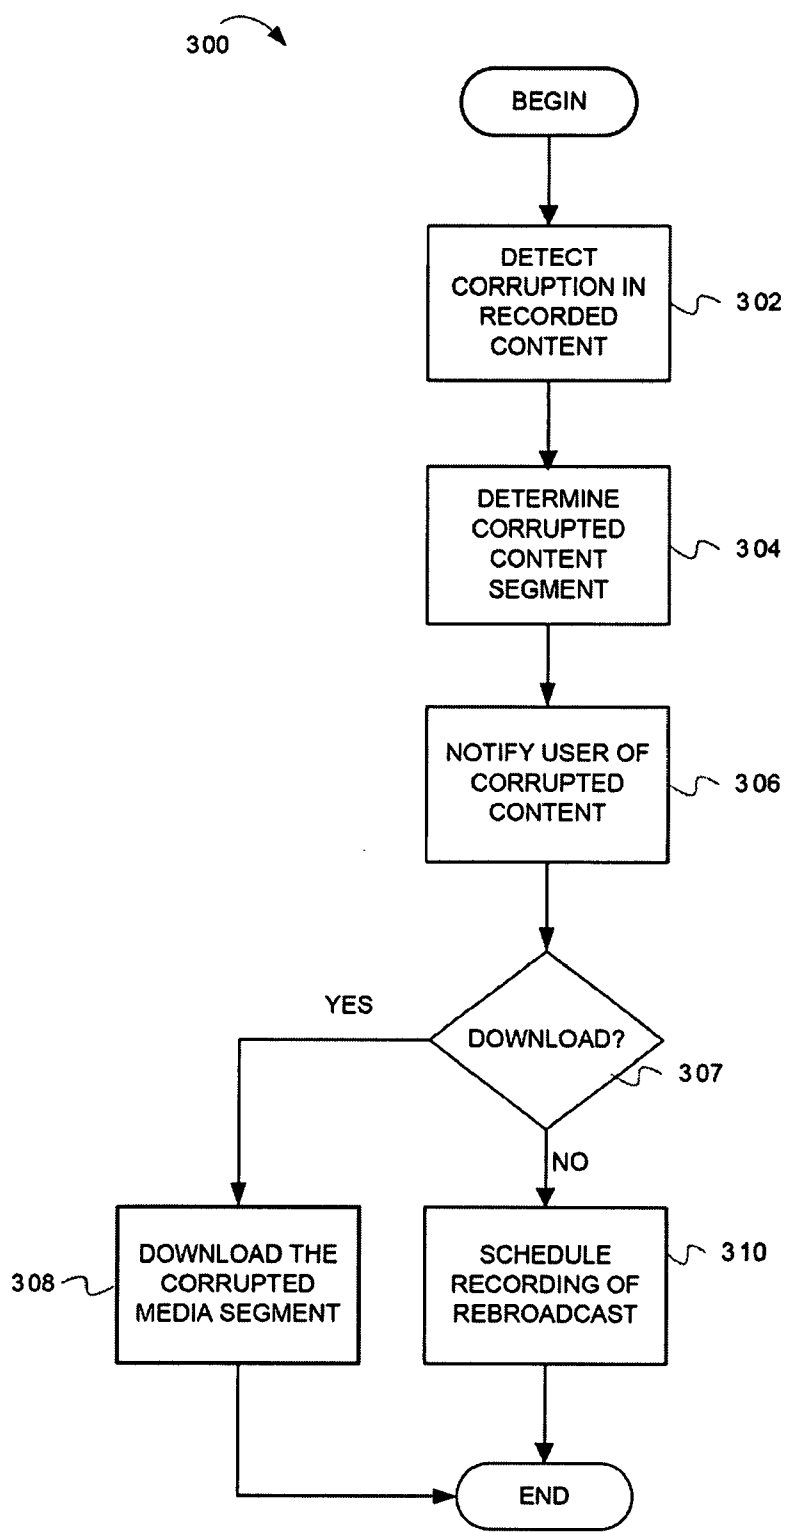 300
BEGIN
DETECT
CORRUPTION IN
RECORDED
CONTENT
302
DETERMINE
CORRUPTED
CONTENT
SEGMENT
304
NOTIFY USER OF
CORRUPTED
CONTENT
306
YES
DOWNLOAD?
307
NO
308
DOWNLOAD THE
CORRUPTED
MEDIA SEGMENT
SCHEDULE
RECORDING OF
REBROADCAST
310
END